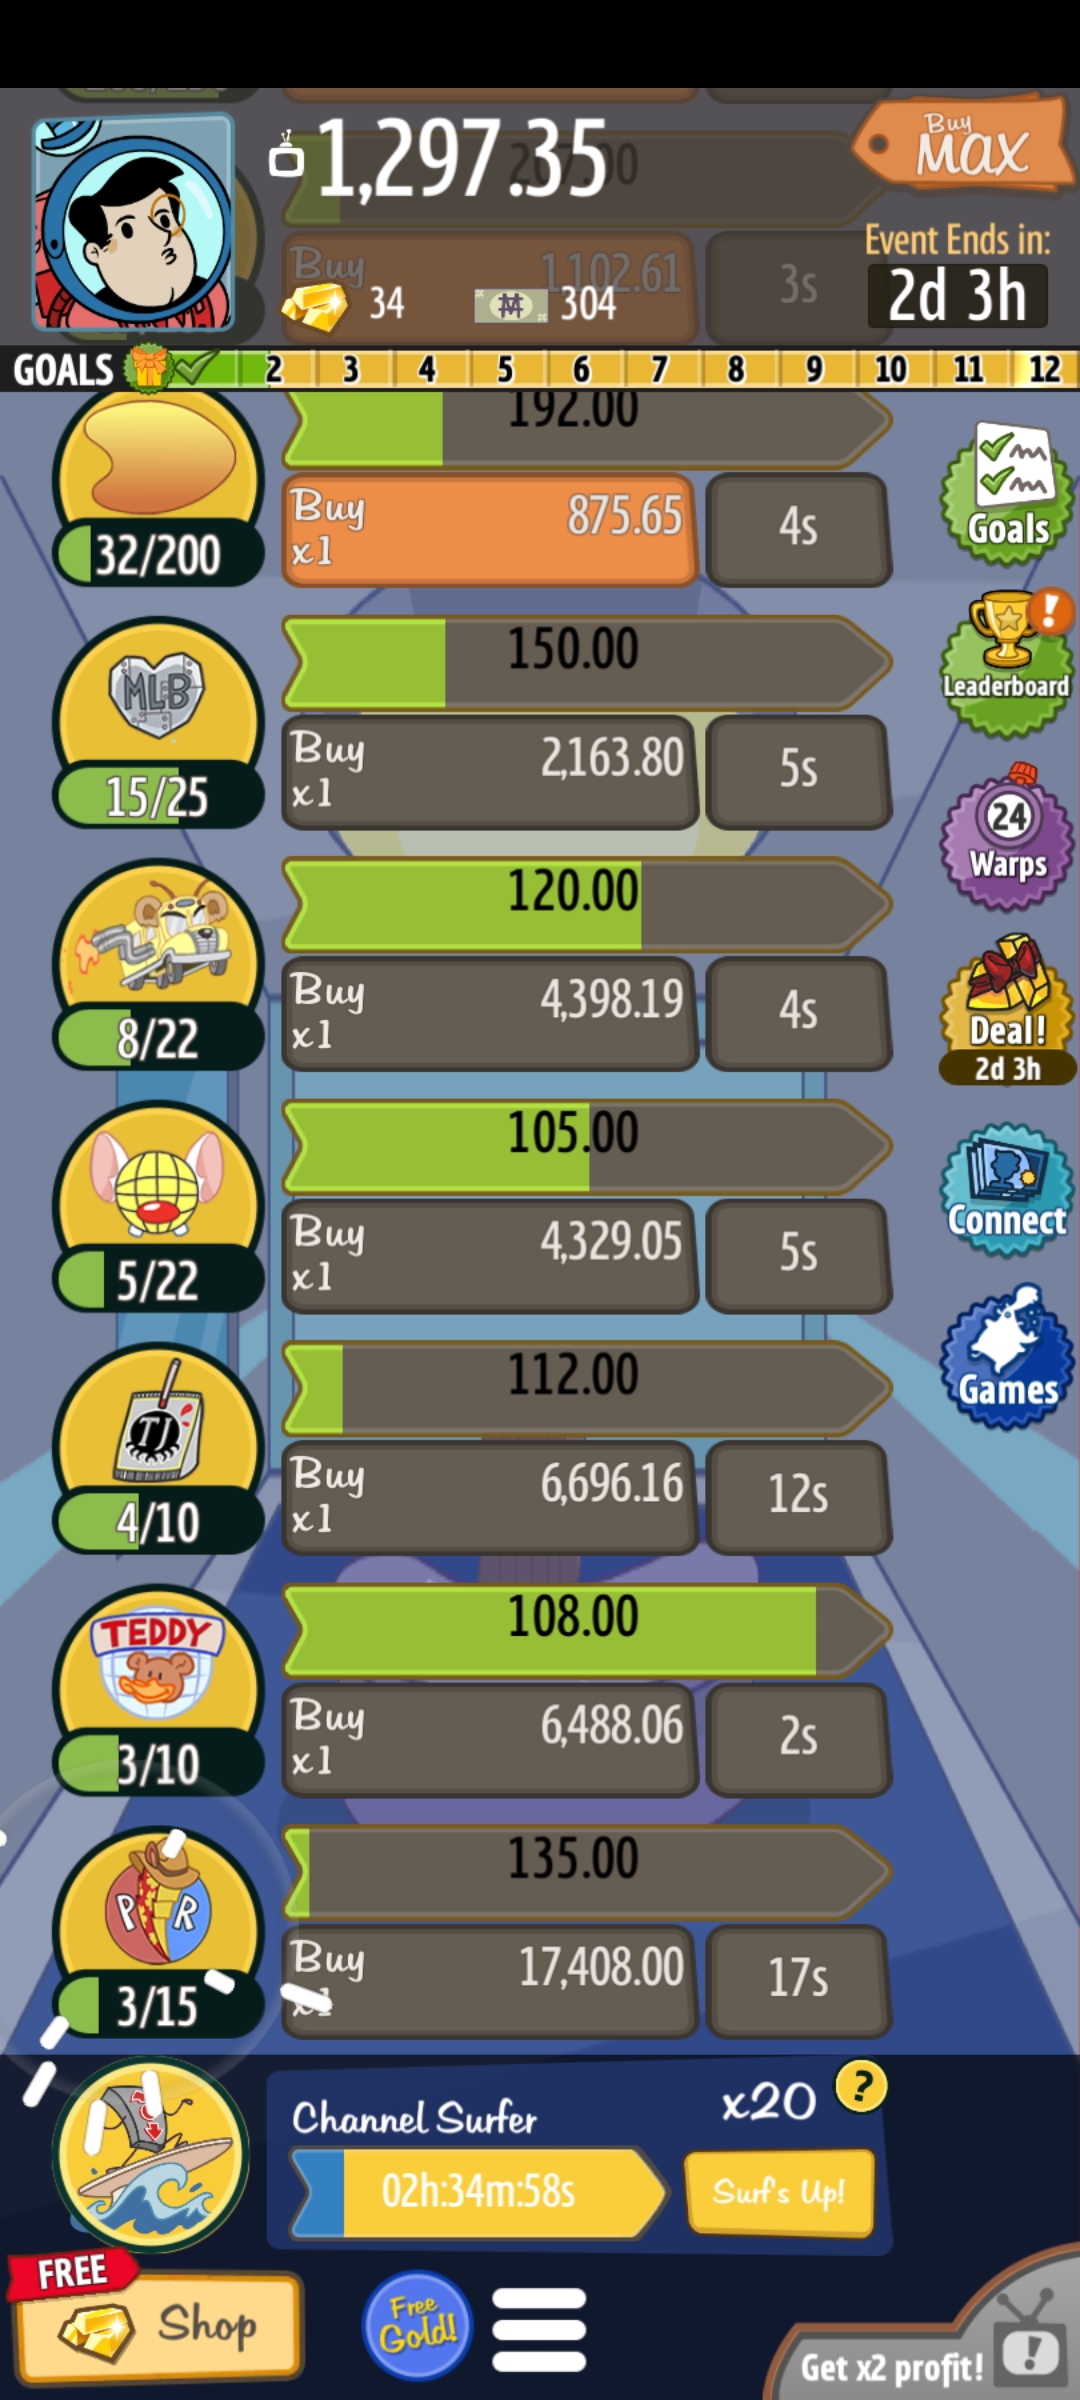 1,297.35
Buy
MAX
Buy
1,102.61
3s
34
304
Event Ends in:
2d 3h
GOALS 2 3 4 5 6 7 8 9 10 11 12
192.00
32/200
Buy
x1
875.65
4s
Goals
MLB
15/25
150.00
Buy
x1
2,163.80
5s
Leaderboard
24
Warps
8/22
120.00
Buy
x1
4,398.19
4s
Deal!
2d 3h
5/22
105.00
Buy
x1
4,329.05
5s
Connect
TJ
4/10
112.00
Buy
x1
6,696.16
12s
Games
TEDDY
3/10
108.00
Buy
x1
6,488.06
2s
P R
3/15
135.00
Buy
x1
17,408.00
17s
Channel Surfer
x20
?
02h:34m:58s
Surf's Up!
FREE
Shop
Free
Gold!
Get x2 profit!